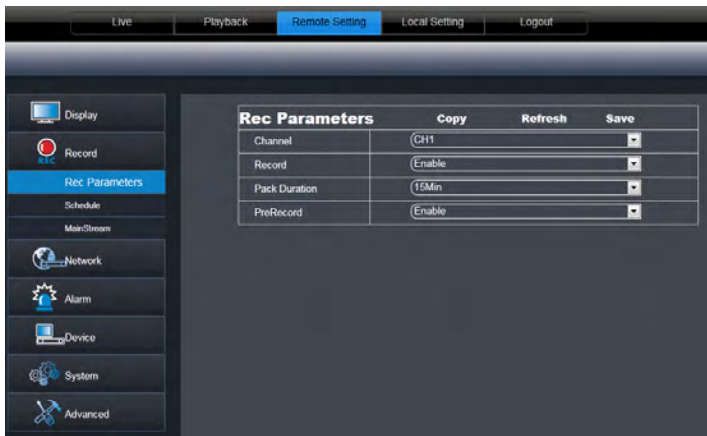 Live Playback Remote Setting Local Setting Logout
Display
Record
REC
Rec Parameters
Schedule
MainStream
Network
Alarm
Device
System
Advanced
Rec Parameters Copy Refresh Save
Channel CH1
Record Enable
Pack Duration 15Min
PreRecord Enable